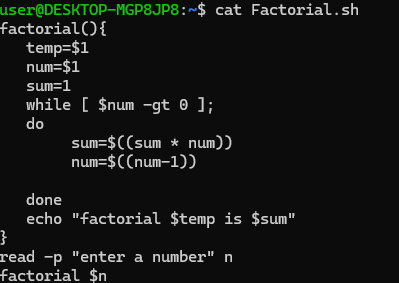 user@DESKTOP-MGP8JP8:~$ cat Factorial.sh
factorial(){
   temp=$1
   num=$1
   sum=1
   while [ $num -gt 0 ];
   do
        sum=$((sum * num))
        num=$((num-1))

   done
   echo "factorial $temp is $sum"
}
read -p "enter a number" n
factorial $n